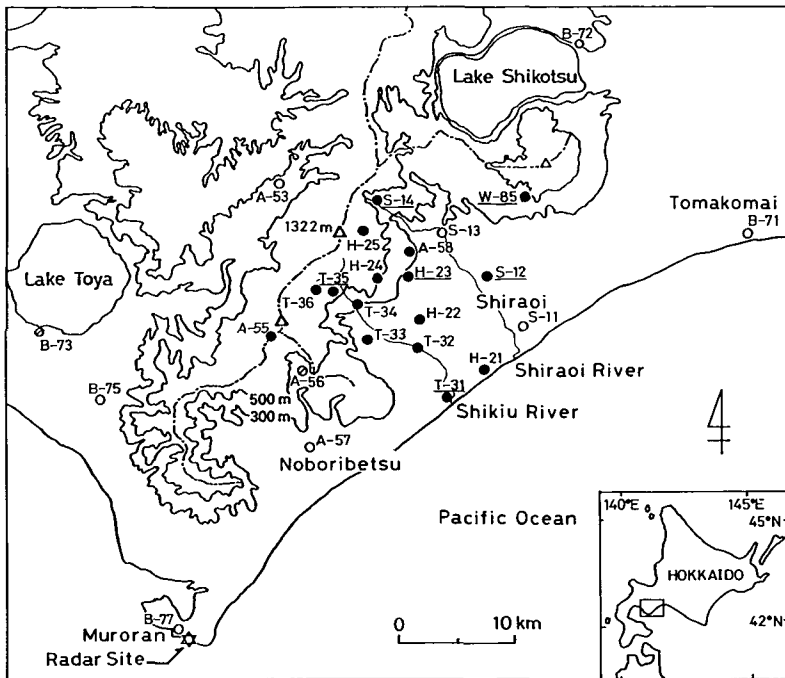 B-72
Lake Shikotsu
A-53
S-14
W-85
Tomakomai
B-71
1322 m
H-25
S-13
A-58
Lake Toya
H-24
H-23
S-12
T-35
T-36
T-34
Shiraoi
S-11
H-22
B-73
A-55
T-33
T-32
A-56
H-21
Shiraoi River
B-75
500 m
300 m
T-31
Shikiu River
A-57
Noboribetsu
4
Pacific Ocean
140°E
145°E
45°N
HOKKAIDO
42°N
B-77
Muroran
Radar Site
0
10 km